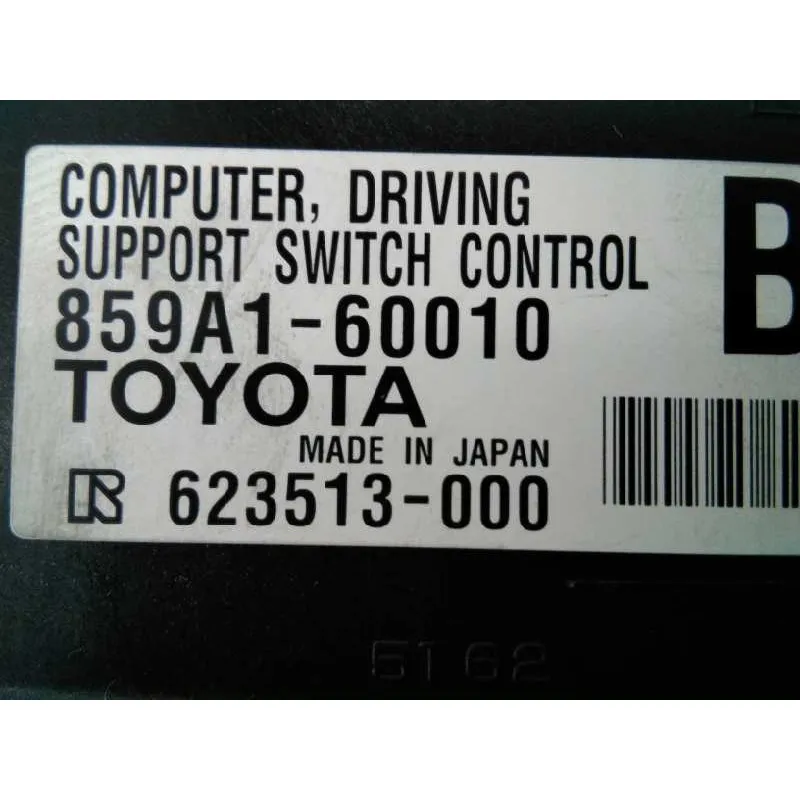 COMPUTER, DRIVING
SUPPORT SWITCH CONTROL
859A1-60010
TOYOTA
MADE IN JAPAN
R 623513-000
B
5162